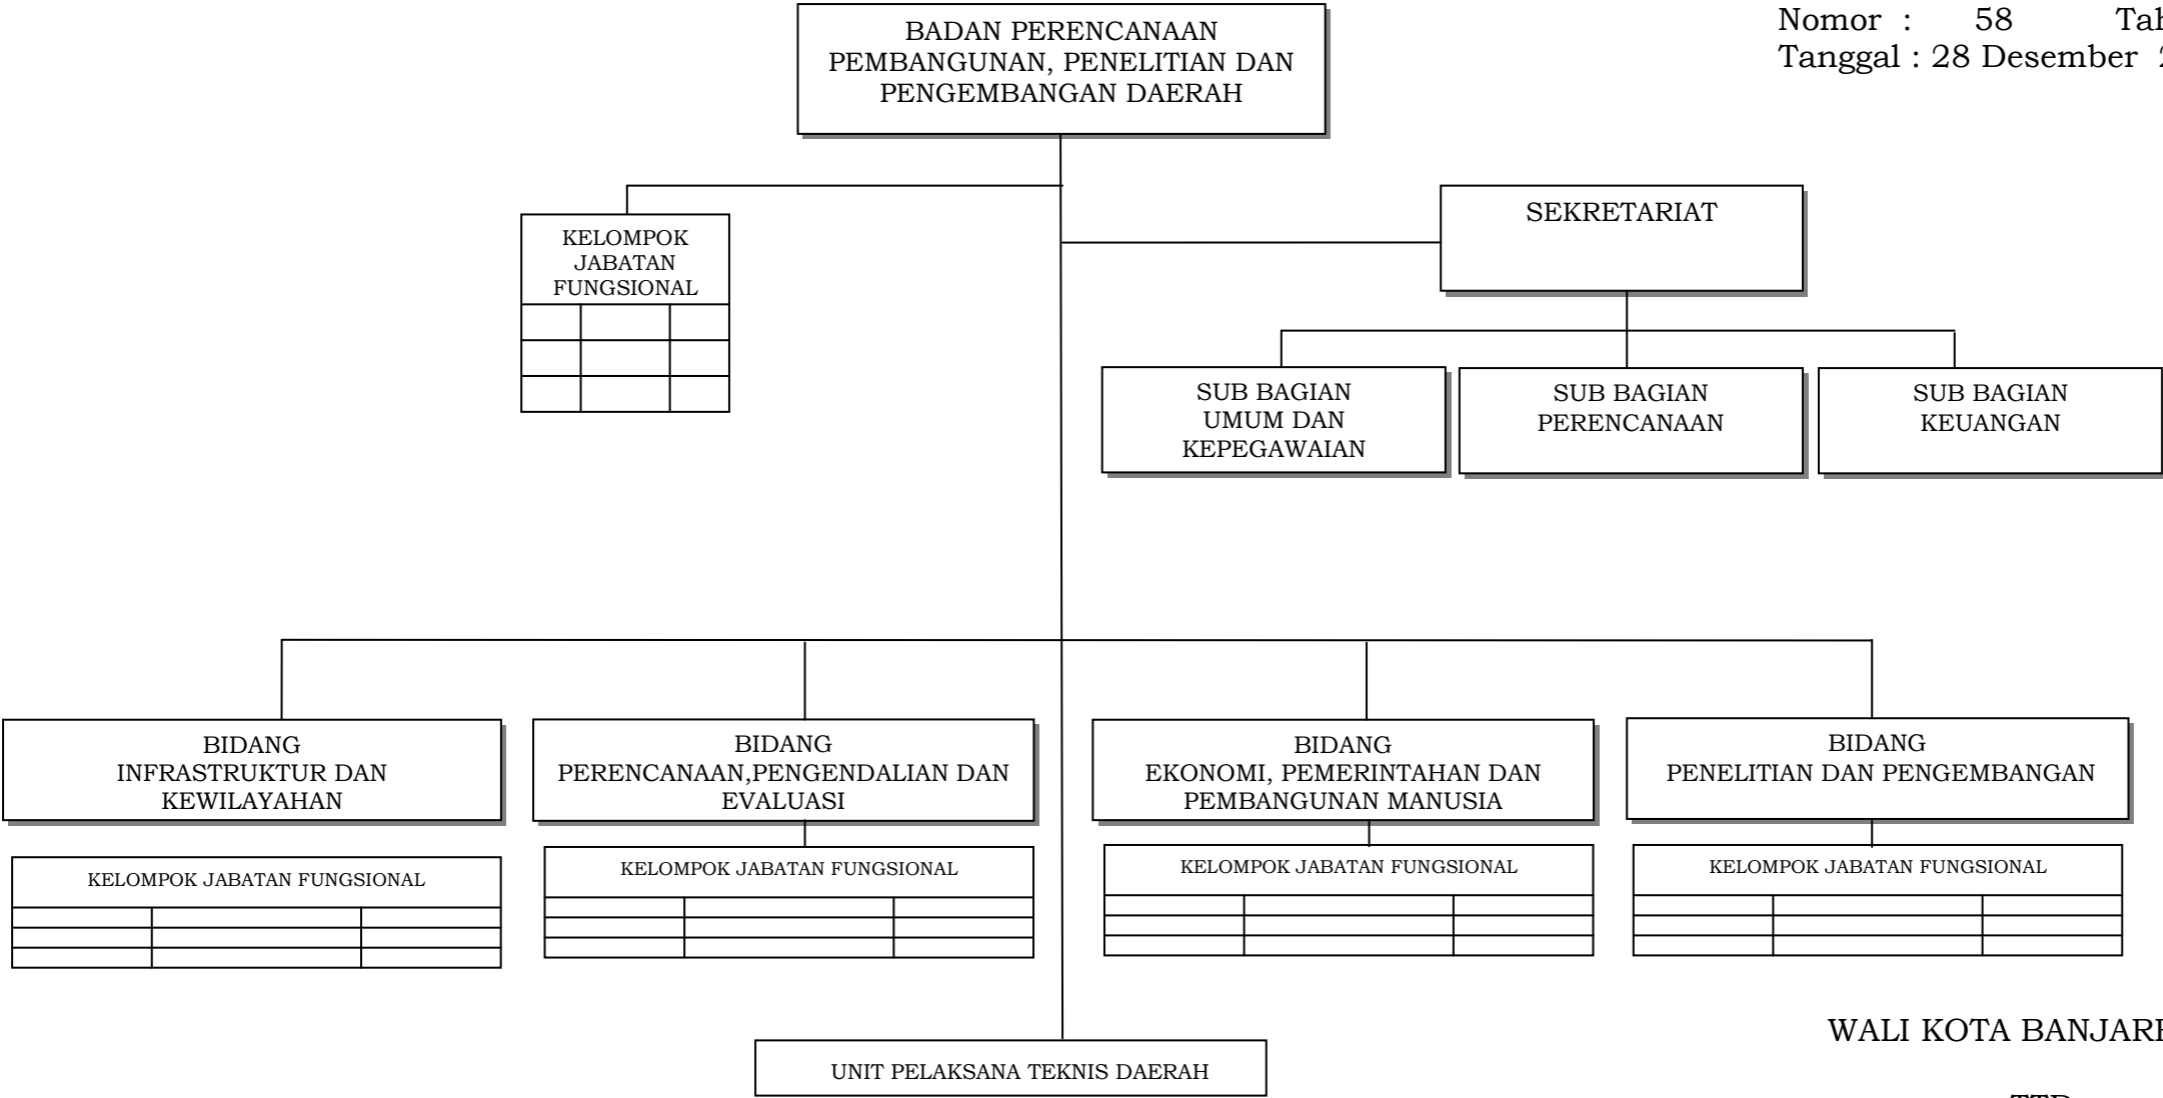 Nomor : 58
Tanggal : 28 Desember
BADAN PERENCANAAN
PEMBANGUNAN, PENELITIAN DAN
PENGEMBANGAN DAERAH
SEKRETARIAT
KELOMPOK
JABATAN
FUNGSIONAL
SUB BAGIAN
UMUM DAN
KEPEGAWAIAN
SUB BAGIAN
PERENCANAAN
SUB BAGIAN
KEUANGAN
BIDANG
INFRASTRUKTUR DAN
KEWILAYAHAN
BIDANG
PERENCANAAN,PENGENDALIAN DAN
EVALUASI
BIDANG
EKONOMI, PEMERINTAHAN DAN
PEMBANGUNAN MANUSIA
BIDANG
PENELITIAN DAN PENGEMBANGAN
KELOMPOK JABATAN FUNGSIONAL
KELOMPOK JABATAN FUNGSIONAL
KELOMPOK JABATAN FUNGSIONAL
KELOMPOK JABATAN FUNGSIONAL
WALI KOTA
UNIT PELAKSANA TEKNIS DAERAH